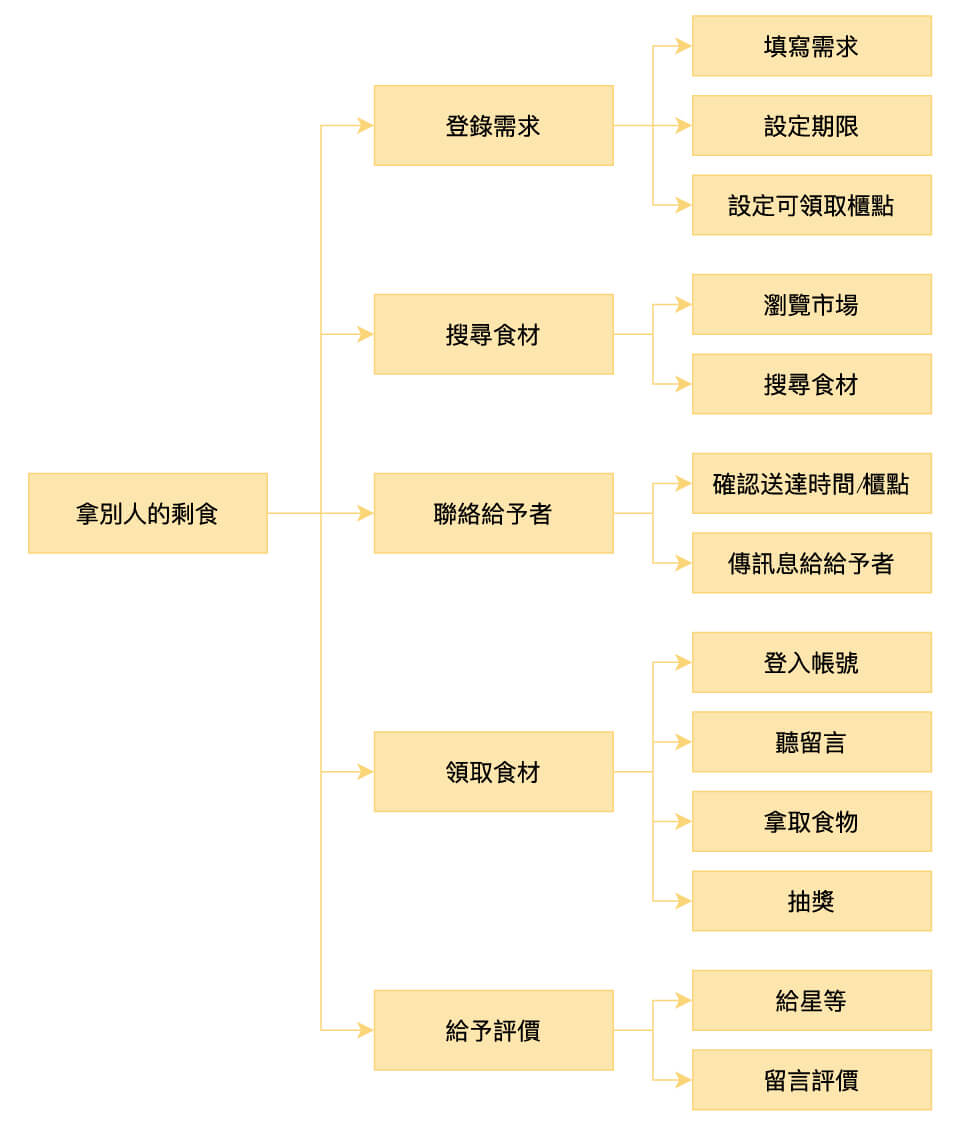 拿別人的剩食
登錄需求
填寫需求
設定期限
設定可領取櫃點
搜尋食材
瀏覽市場
搜尋食材
聯絡給予者
確認送達時間/櫃點
傳訊息給給予者
領取食材
登入帳號
聽留言
拿取食物
抽獎
給予評價
給星等
留言評價